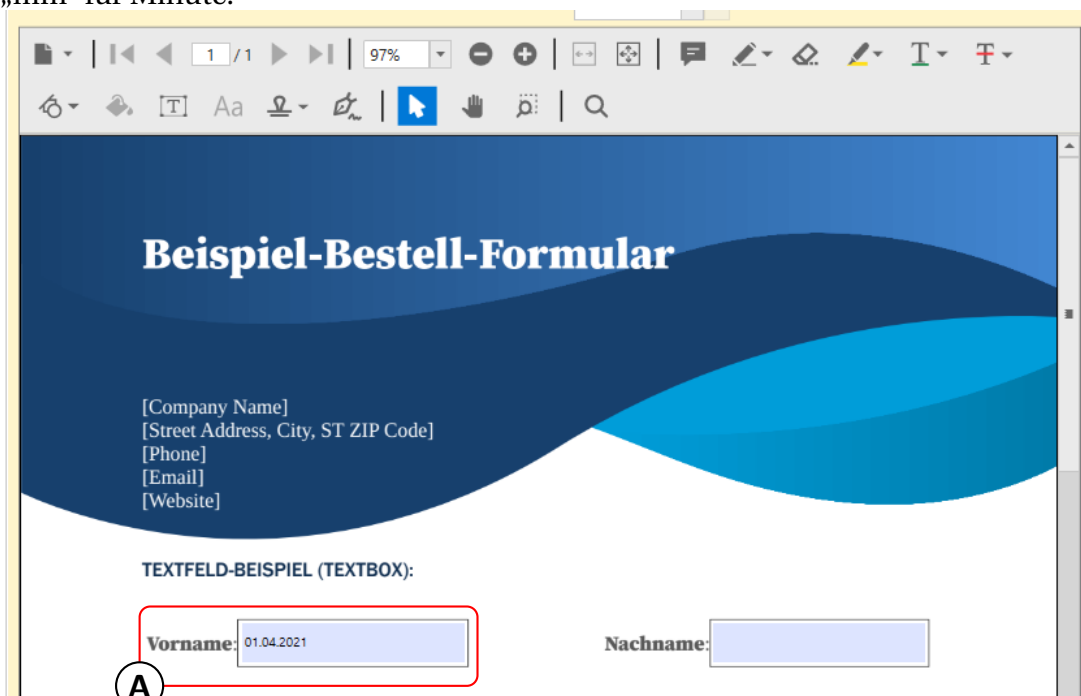 „mm“ für Minute.
1 / 1
97%
T
T
T
Aa
Beispiel-Bestell-Formular
[Company Name]
[Street Address, City, ST ZIP Code]
[Phone]
[Email]
[Website]
TEXTFELD-BEISPIEL (TEXTBOX):
Vorname: 01.04.2021 Nachname:
A